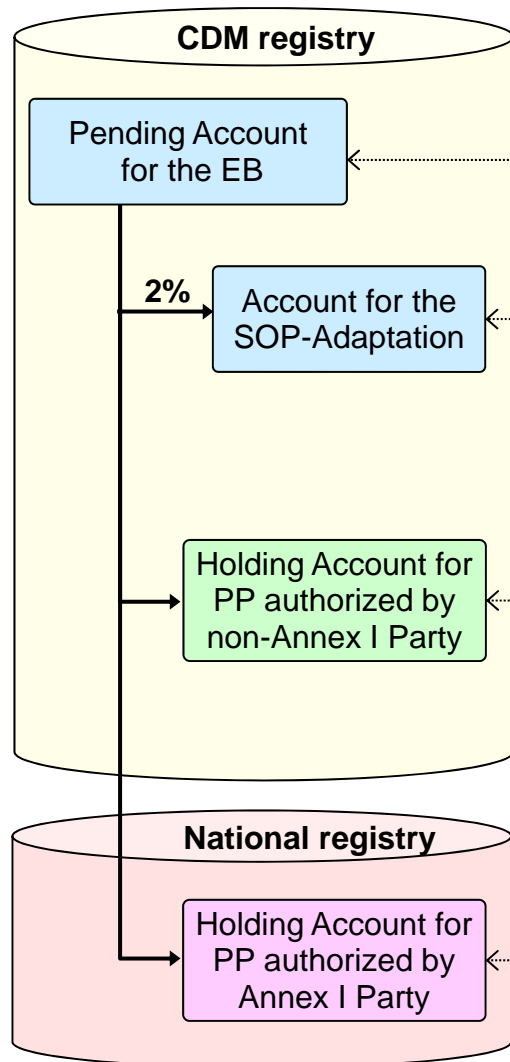 CDM registry
Pending Account
for the EB
2%
Account for the
SOP-Adaptation
Holding Account for
PP authorized by
non-Annex I Party
National registry
Holding Account for
PP authorized by
Annex I Party